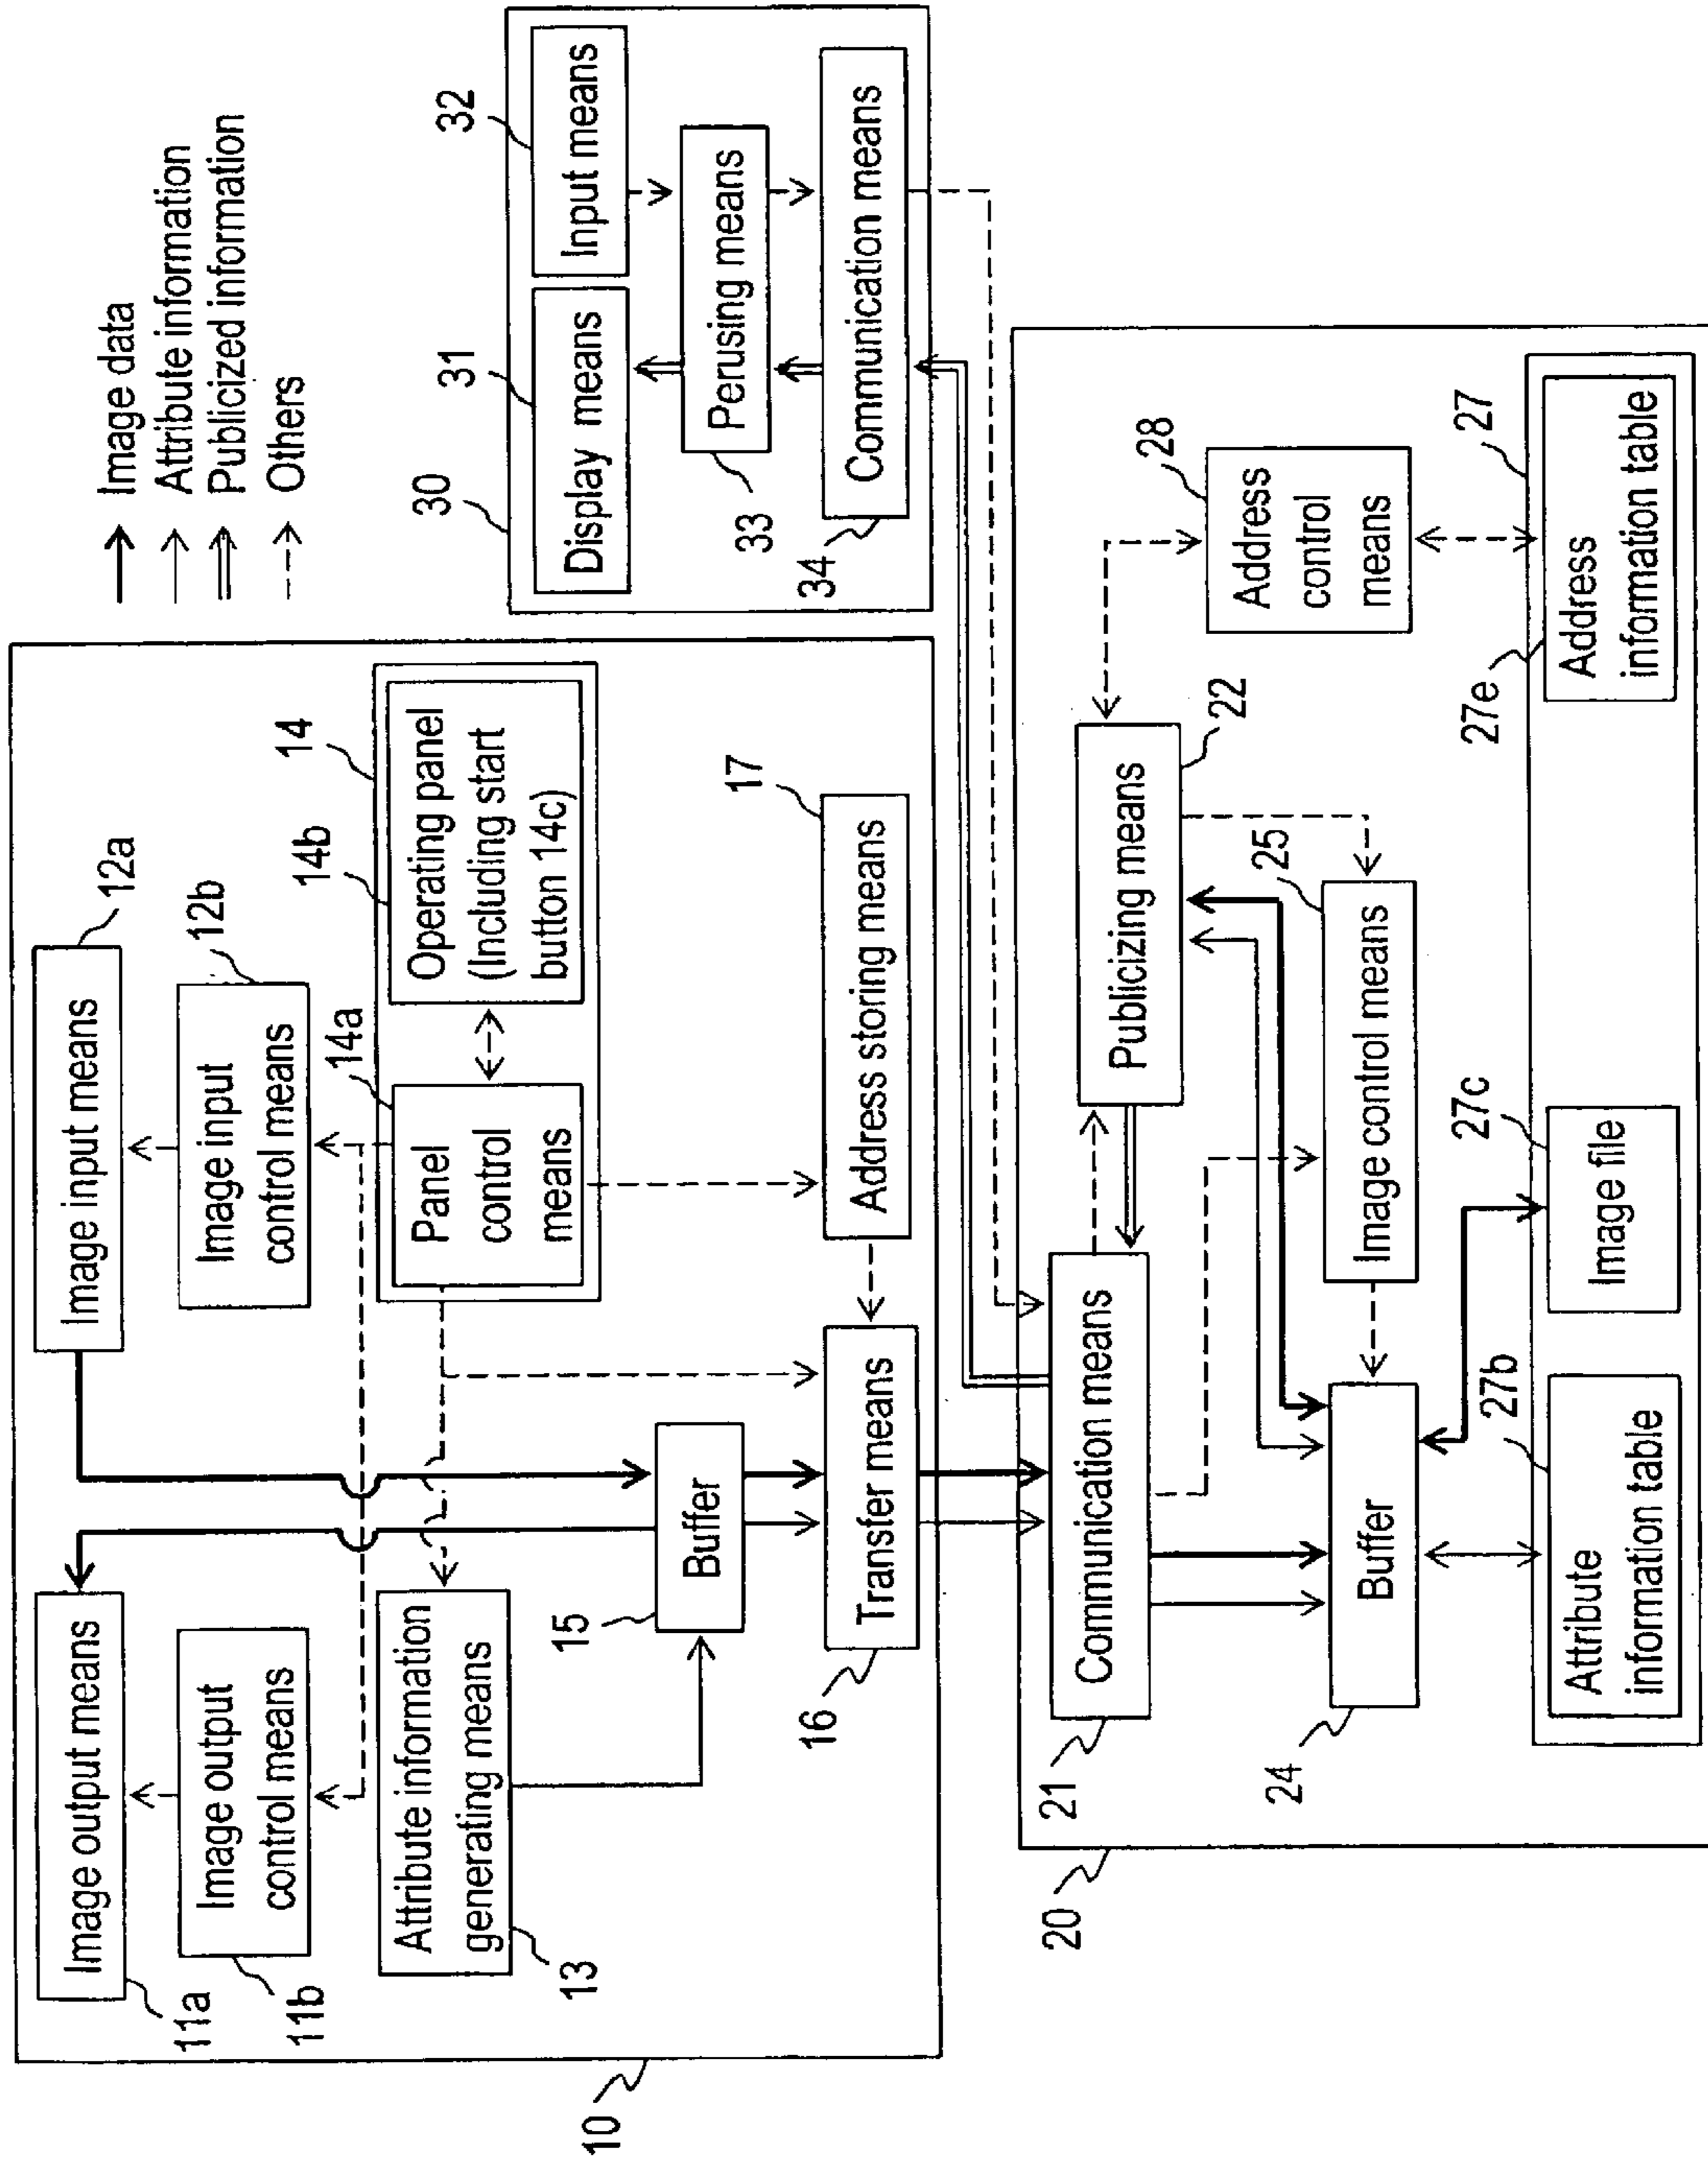 Image data
Attribute information
Publicized information
Others
10
11a
Image output means
11b
Image output
control means
12a
Image input means
12b
Image input
control means
13
Attribute information
generating means
14
14a
Panel
control
means
14b
Operating panel
(Including start
button 14c)
15
Buffer
16
Transfer means
17
Address storing means
30
31
Display means
32
Input means
33
Perusing means
34
Communication means
20
21
Communication means
22
Publicizing means
28
Address
control
means
25
Image control means
24
Buffer
27b
Attribute
information table
27c
Image file
27e
Address
information table
27